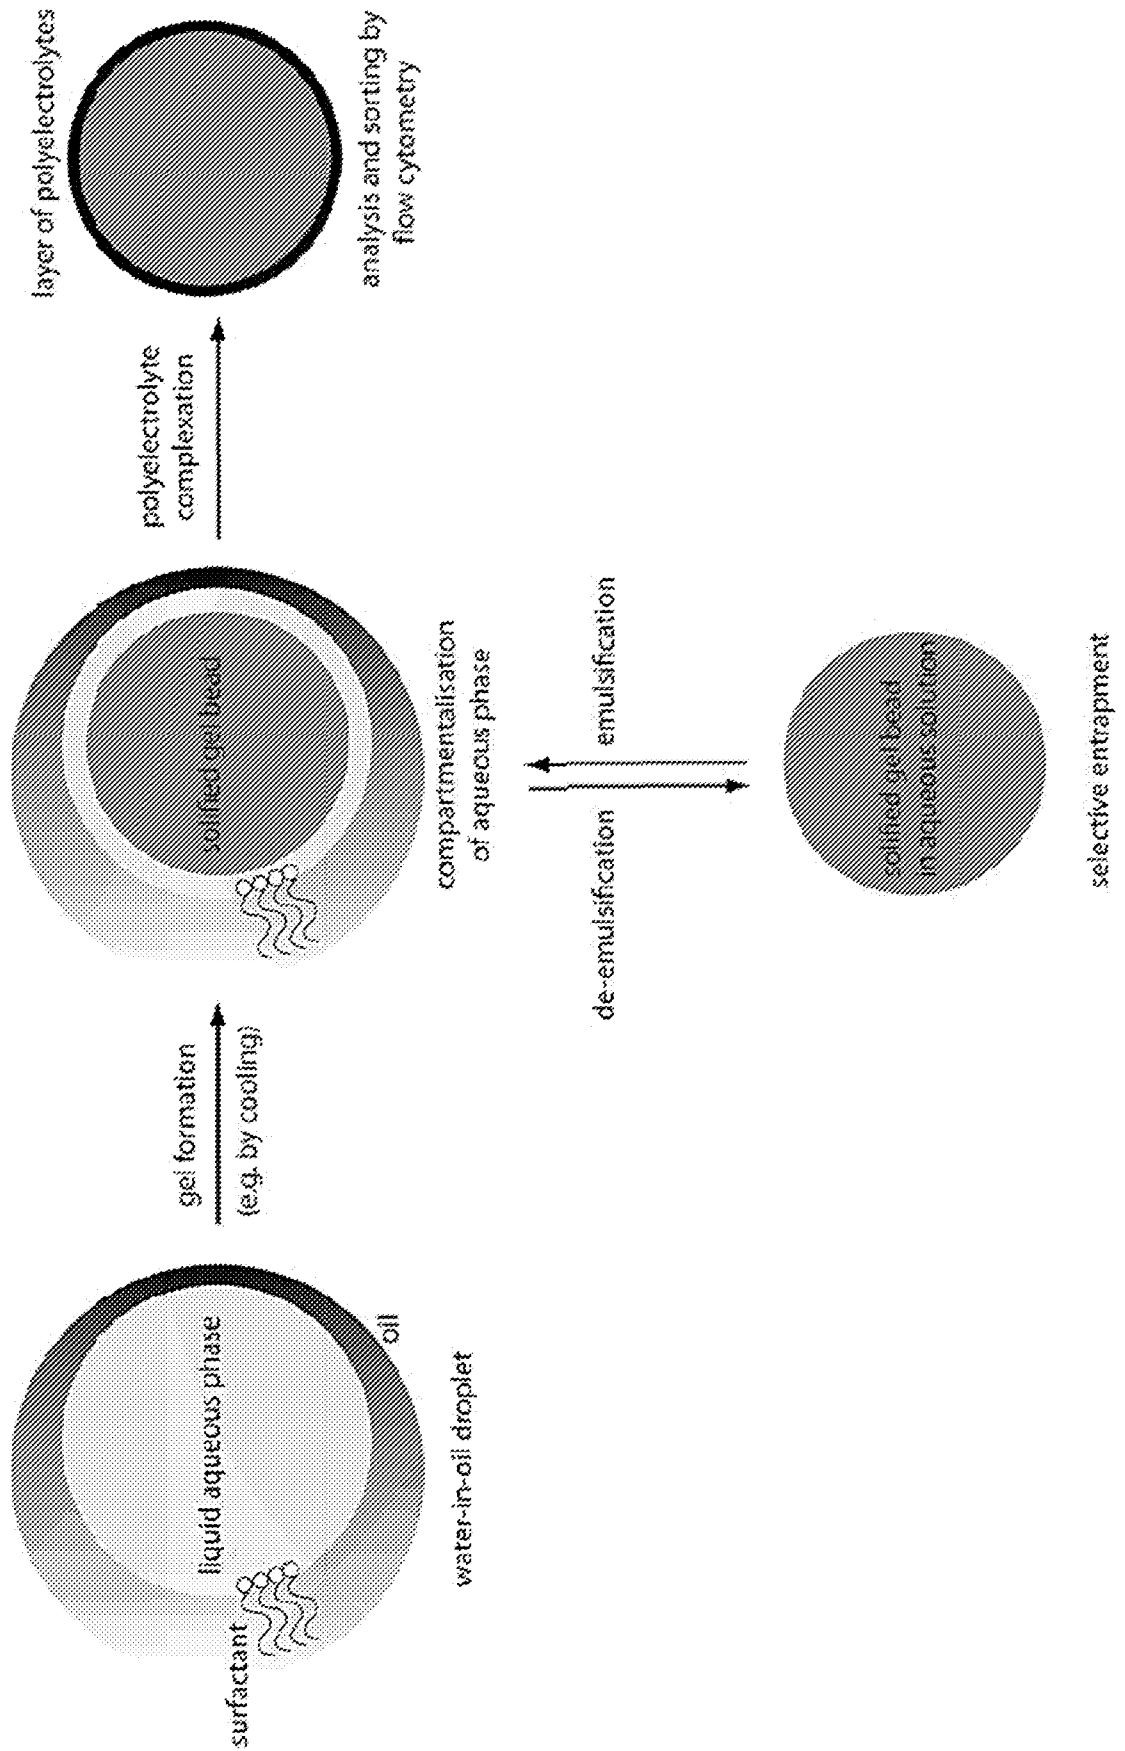 surfactant
liquid aqueous phase
oil
water-in-oil droplet
gel formation
(e.g. by cooling)
solified gel bead
compartmentalisation
of aqueous phase
polyelectrolyte
complexation
layer of polyelectrolytes
analysis and sorting by
flow cytometry
de-emulsification
emulsification
solified gel bead
in aqueous solution
selective entrapment